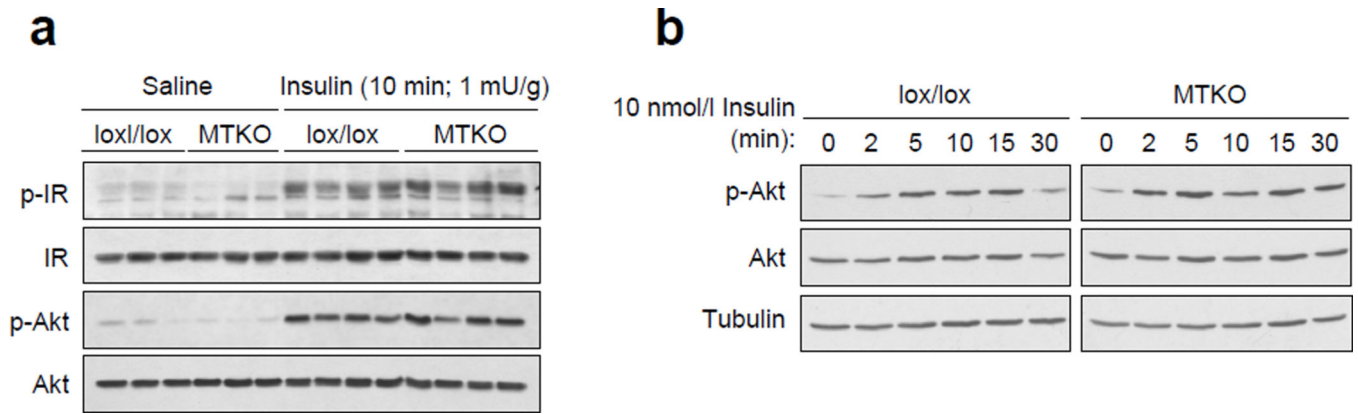 a
Saline Insulin (10 min; 1 mU/g)
loxl/lox MTKO lox/lox MTKO
p-IR
IR
p-Akt
Akt
b
lox/lox MTKO
10 nmol/l Insulin
(min): 0 2 5 10 15 30 0 2 5 10 15 30
p-Akt
Akt
Tubulin